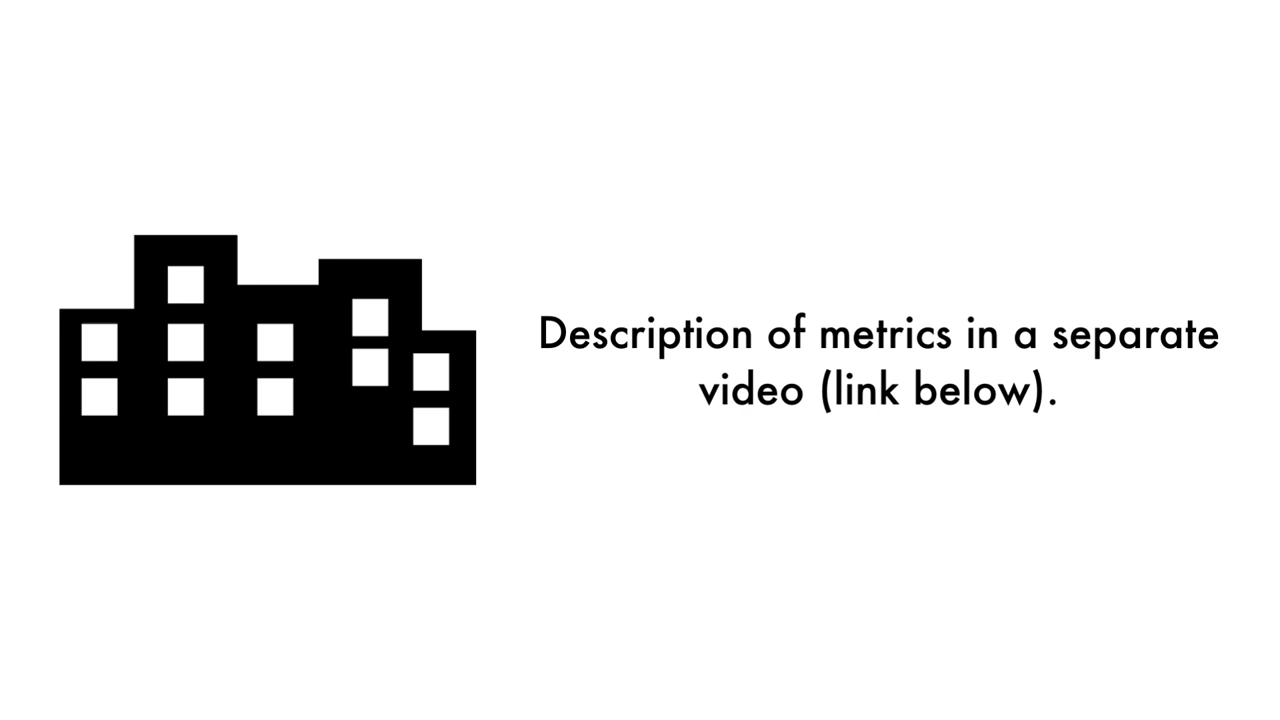 Description of metrics in a separate
video (link below).